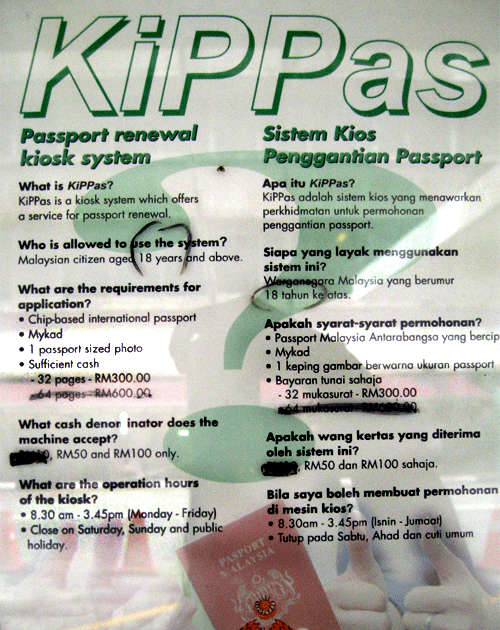 KiPPas
Passport renewal
kiosk system
What is KiPPas?
KiPPas is a kiosk system which offers
a service for passport renewal.
Who is allowed to use the system?
Malaysian citizen aged 18 years and above.
What are the requirements for
application?
• Chip-based international passport
• Mykad
• 1 passport sized photo
• Sufficient cash
- 32 pages - RM300.00
- 64 pages - RM600.00
What cash denominator does the
machine accept?
, RM50 and RM100 only.
What are the operation hours
of the kiosk?
• 8.30 am - 3.45pm (Monday - Friday)
• Close on Saturday, Sunday and public
holiday.
Sistem Kios
Penggantian Passport
Apa itu KiPPas?
KiPPas adalah sistem kios yang menawarkan
perkhidmatan untuk permohonan
penggantian passport.
Siapa yang layak menggunakan
sistem ini?
Warganegara Malaysia yang berumur
18 tahun ke atas.
Apakah syarat-syarat permohonan?
• Passport Malaysia Antarabangsa yang bercip
• Mykad
• 1 keping gambar berwarna ukuran passport
• Bayaran tunai sahaja
- 32 mukasurat - RM300.00
- 64 mukasurat - RM600.00
Apakah wang kertas yang diterima
oleh sistem ini?
, RM50 dan RM100 sahaja.
Bila saya boleh membuat permohonan
di mesin kios?
• 8.30am - 3.45pm (Isnin - Jumaat)
• Tutup pada Sabtu, Ahad dan cuti umum
PASPORT
MALAYSIA